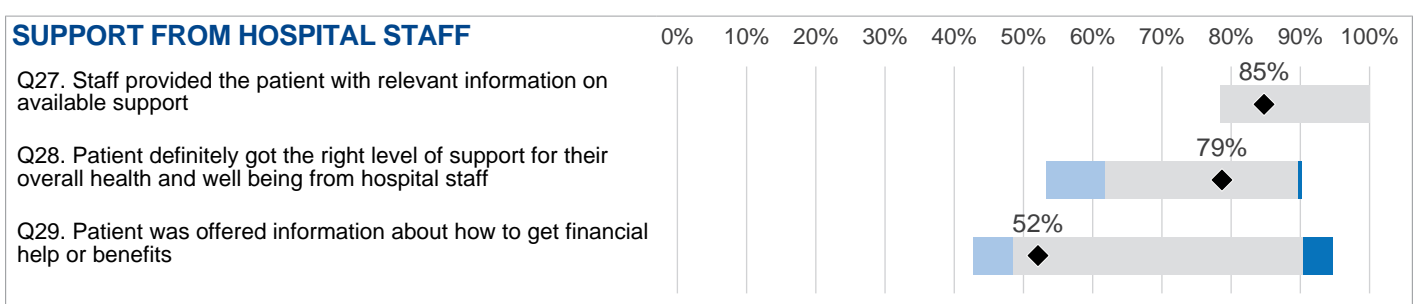 SUPPORT FROM HOSPITAL STAFF 0% 10% 20% 30% 40% 50% 60% 70% 80% 90% 100%
Q27. Staff provided the patient with relevant information on
available support
85%
Q28. Patient definitely got the right level of support for their
overall health and well being from hospital staff
79%
Q29. Patient was offered information about how to get financial
help or benefits
52%